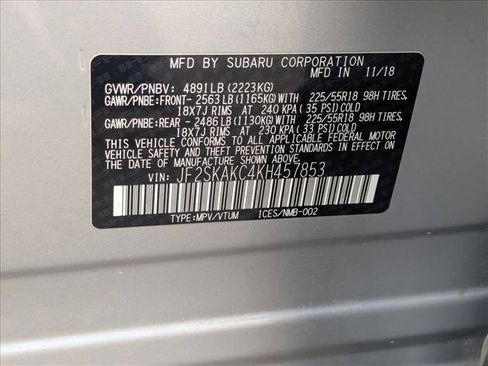 MFD BY SUBARU CORPORATION
MFD IN 11/18
GVWR/PNBV: 4891LB(2223KG)
GAWR/PNBE:FRONT- 2563LB(1165KG)WITH 225/55R18 98H TIRES,
18X7J RIMS AT 240 KPA(35 PSI)COLD
GAWR/PNBE:REAR - 2486LB(1130KG)WITH 225/55R18 98H TIRES,
18X7J RIMS AT 230 KPA(33 PSI)COLD
THIS VEHICLE CONFORMS TO ALL APPLICABLE FEDERAL MOTOR
VEHICLE SAFETY AND THEFT PREVENTION STANDARDS IN EFFECT ON
THE DATE OF MANUFACTURE SHOWN ABOVE.
VIN: JF2SKAKC4KH457853
TYPE:MPV/VTUM ICES/NMB-002